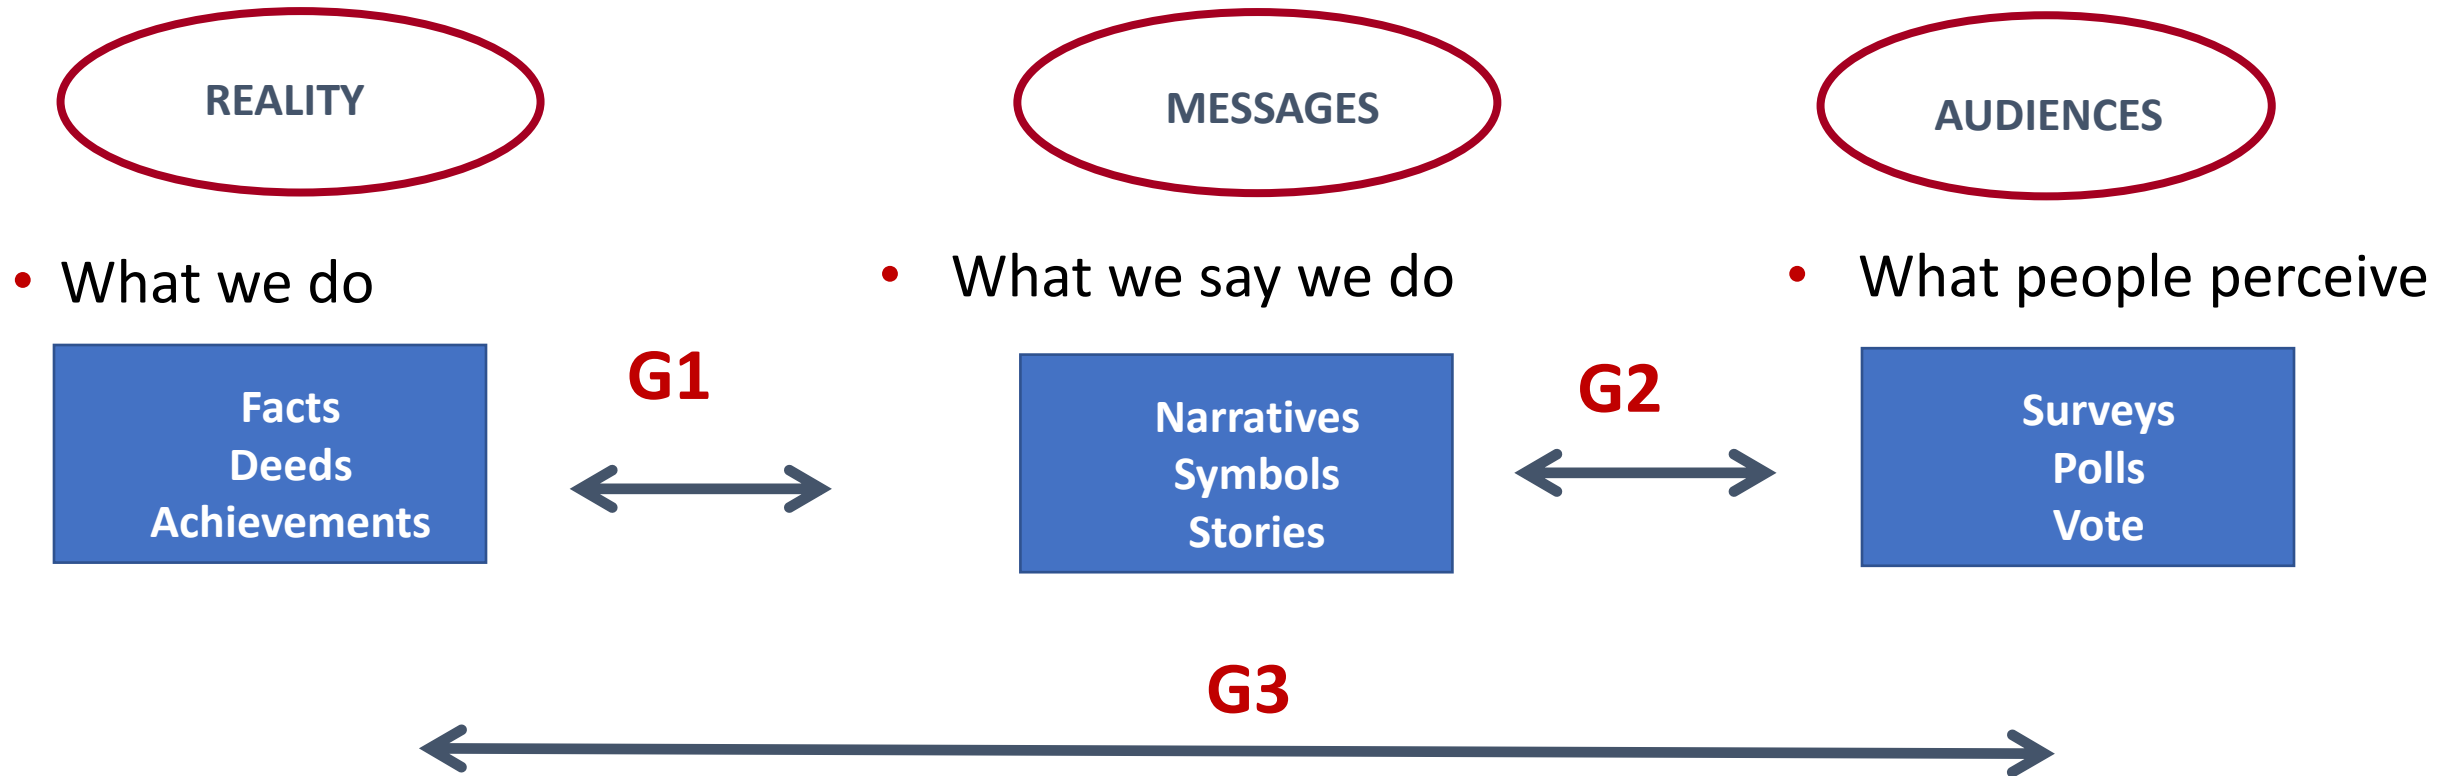 REALITY
MESSAGES
AUDIENCES
• What we do
• What we say we do
• What people perceive
Facts
Deeds
Achievements
G1
Narratives
Symbols
Stories
G2
Surveys
Polls
Vote
G3